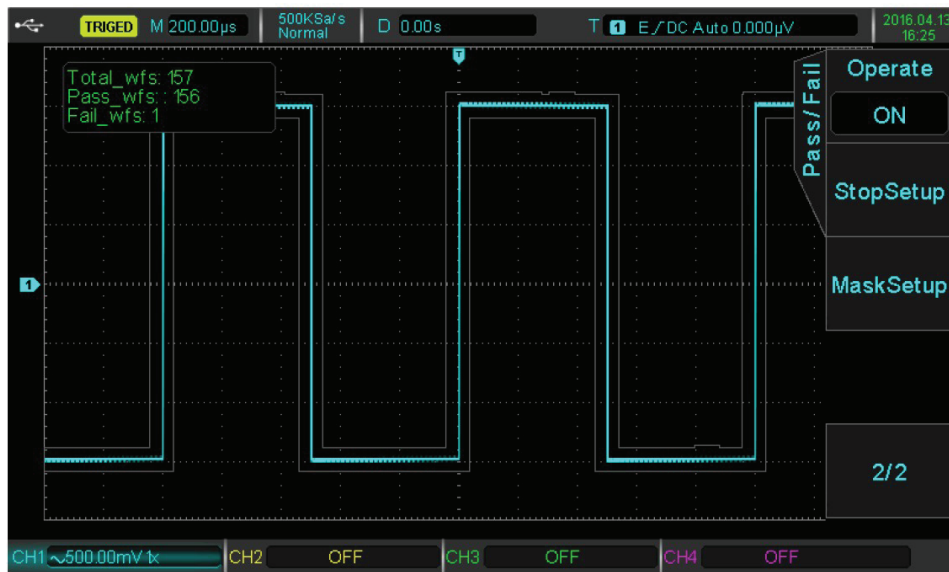 TRIGED M 200.00µs 500KSa/s Normal D 0.00s T 1 E DC Auto 0.000µV 2016.04.13 16:25
T
Total_wfs: 157
Pass_wfs: : 156
Fail_wfs: 1
Pass/Fail
Operate
ON
StopSetup
1
MaskSetup
2/2
CH1 500.00mV 1x CH2 OFF CH3 OFF CH4 OFF